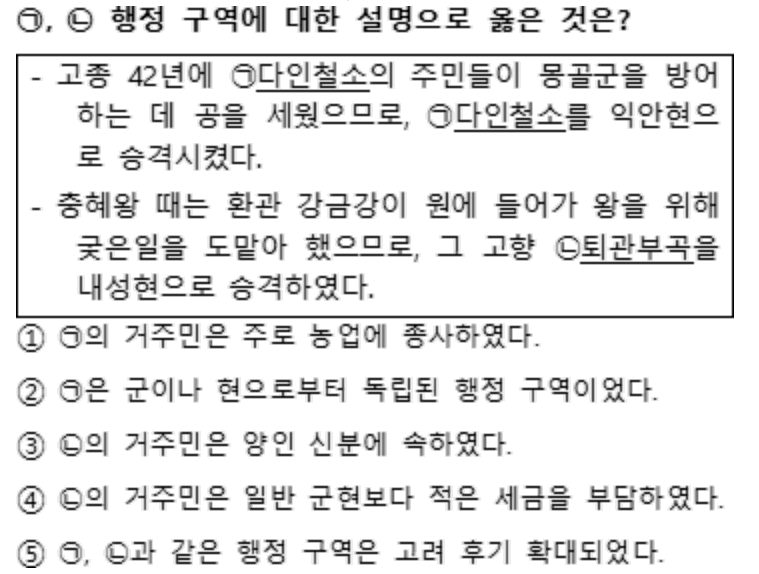 ㉠, ㉡ 행정 구역에 대한 설명으로 옳은 것은?
- 고종 42년에 ㉠다인철소의 주민들이 몽골군을 방어
하는 데 공을 세웠으므로, ㉠다인철소를 익안현으
로 승격시켰다.
- 충혜왕 때는 환관 강금강이 원에 들어가 왕을 위해
궂은일을 도맡아 했으므로, 그 고향 ㉡퇴관부곡을
내성현으로 승격하였다.
① ㉠의 거주민은 주로 농업에 종사하였다.
② ㉠은 군이나 현으로부터 독립된 행정 구역이었다.
③ ㉡의 거주민은 양인 신분에 속하였다.
④ ㉡의 거주민은 일반 군현보다 적은 세금을 부담하였다.
⑤ ㉠, ㉡과 같은 행정 구역은 고려 후기 확대되었다.